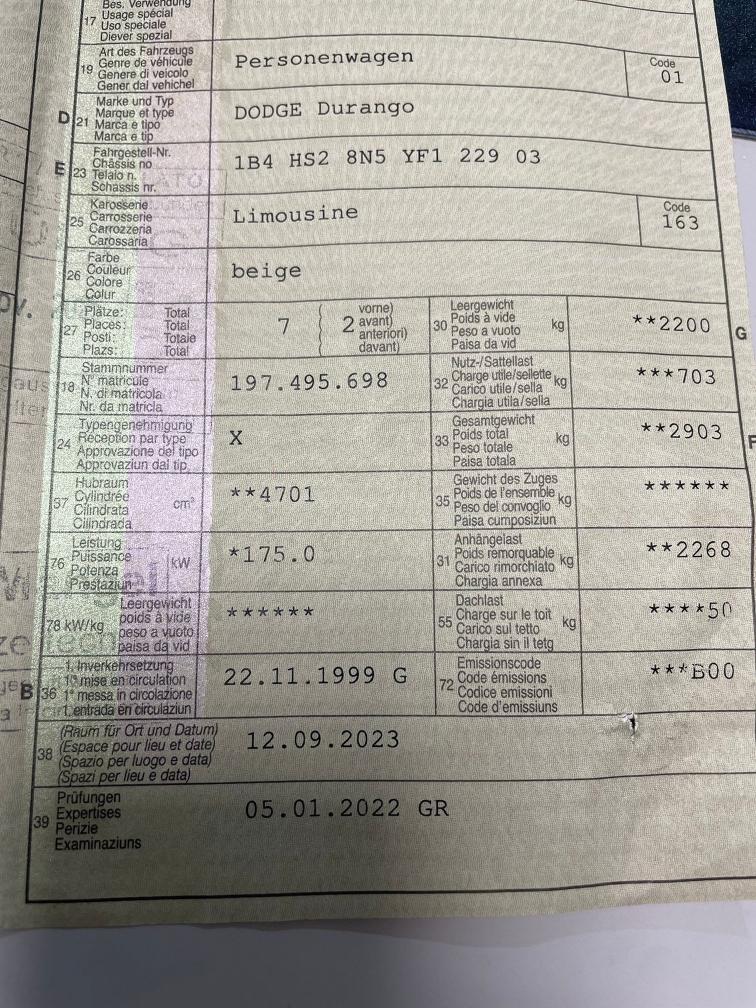 Bes. Verwendung
17 Usage spécial
Uso speciale
Diever spezial
Art des Fahrzeugs
19 Genre de véhicule
Genere di veicolo
Gener dal vehichel
Personenwagen
Code
01
D
Marke und Typ
21 Marque et type
Marca e tipo
Marca e tip
DODGE Durango
E
Fahrgestell-Nr.
23 Châssis no
Telaio n.
Schassis nr.
1B4 HS2 8N5 YF1 229 03
Karosserie
25 Carrosserie
Carrozzeria
Carossaria
Limousine
Code
163
Farbe
26 Couleur
Colore
Colur
beige
Plätze: Total
27 Places: Total
Posti: Totale
Plazs: Total
7
2
vorne)
avant)
anteriori)
davant)
Leergewicht
30 Poids à vide kg
Peso a vuoto
Paisa da vid
**2200
G
Stammnummer
18 N° matricule
N. di matricola
Nr. da matricla
197.495.698
Nutz-/Sattellast
32 Charge utile/sellette kg
Carico utile/sella
Chargia utila/sella
***703
Typengenehmigung
24 Réception par type
Approvazione del tipo
Approvaziun dal tip
X
Gesamtgewicht
33 Poids total kg
Peso totale
Paisa totala
**2903
F
Hubraum
37 Cylindrée cm³
Cilindrata
Cilindrada
**4701
Gewicht des Zuges
35 Poids de l'ensemble kg
Peso del convoglio
Paisa cumposiziun
******
Leistung
76 Puissance kW
Potenza
Prestaziun
*175.0
Anhängelast
31 Poids remorquable kg
Carico rimorchiato
Chargia annexa
**2268
Leergewicht
78 kW/kg poids à vide
peso a vuoto
paisa da vid
******
Dachlast
55 Charge sur le toit kg
Carico sul tetto
Chargia sin il tetg
****50
B
1. Inverkehrsetzung
36 1re mise en circulation
1a messa in circolazione
1. entrada en circulaziun
22.11.1999 G
Emissionscode
72 Code émissions
Codice emissioni
Code d'emissiuns
***B00
(Raum für Ort und Datum)
38 (Espace pour lieu et date)
(Spazio per luogo e data)
(Spazi per lieu e data)
12.09.2023
Prüfungen
39 Expertises
Perizie
Examinaziuns
05.01.2022 GR